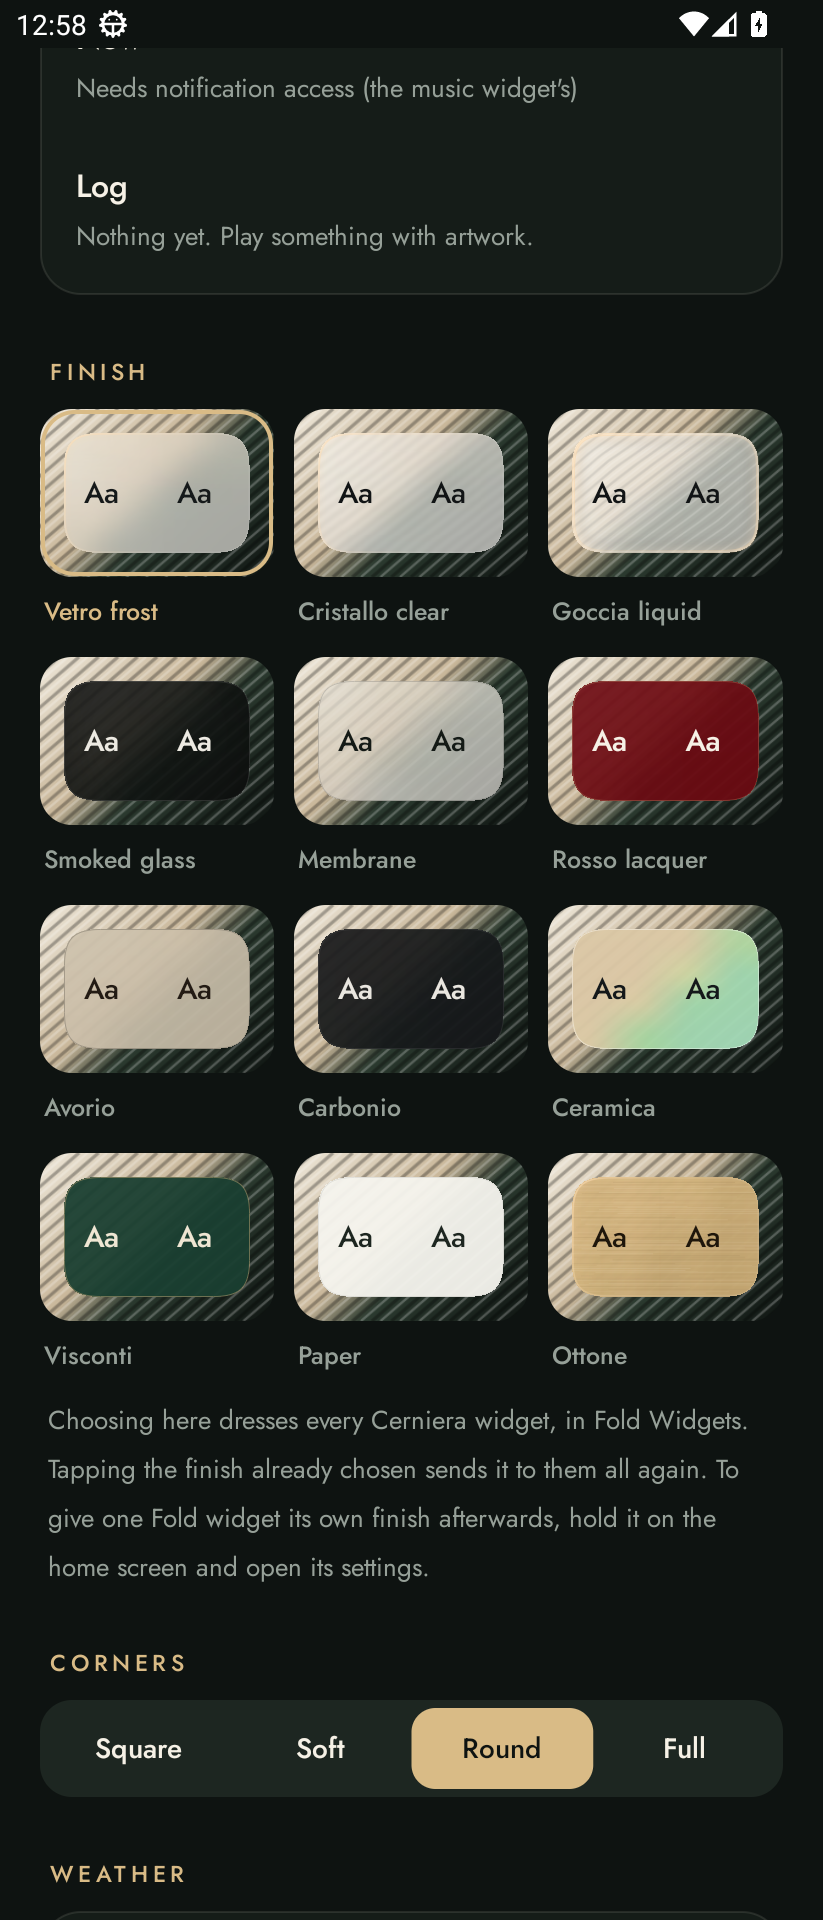 12:58
Needs notification access (the music widget's)
Log
Nothing yet. Play something with artwork.
FINISH
Aa Aa
Aa Aa
Aa Aa
Vetro frost
Cristallo clear
Goccia liquid
Aa Aa
Aa Aa
Aa Aa
Smoked glass
Membrane
Rosso lacquer
Aa Aa
Aa Aa
Aa Aa
Avorio
Carbonio
Ceramica
Aa Aa
Aa Aa
Aa Aa
Visconti
Paper
Ottone
Choosing here dresses every Cerniera widget, in Fold Widgets.
Tapping the finish already chosen sends it to them all again. To
give one Fold widget its own finish afterwards, hold it on the
home screen and open its settings.
CORNERS
Square
Soft
Round
Full
WEATHER